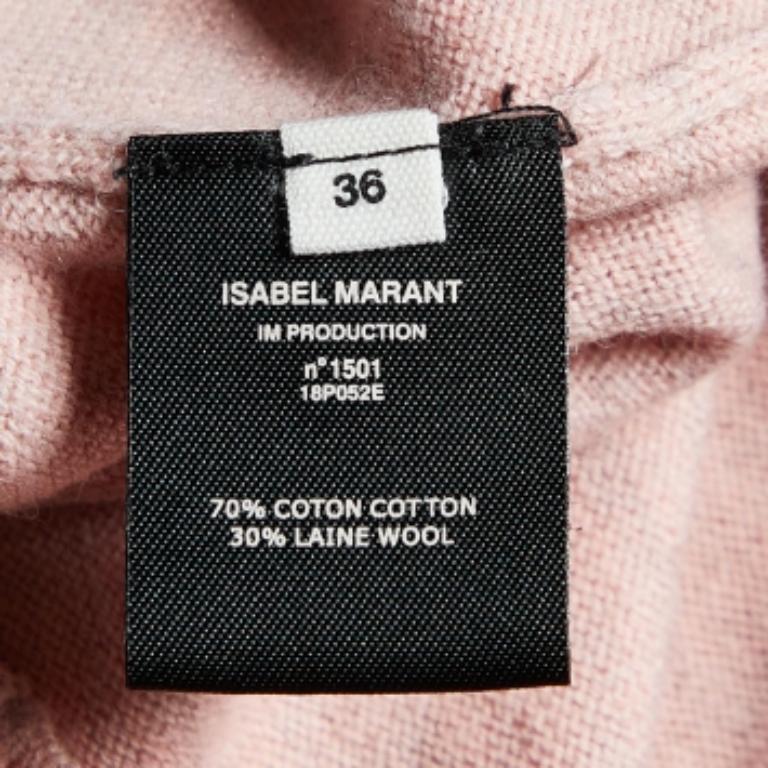 36
ISABEL MARANT
IM PRODUCTION
n°1501
18P052E
70% COTON COTTON
30% LAINE WOOL